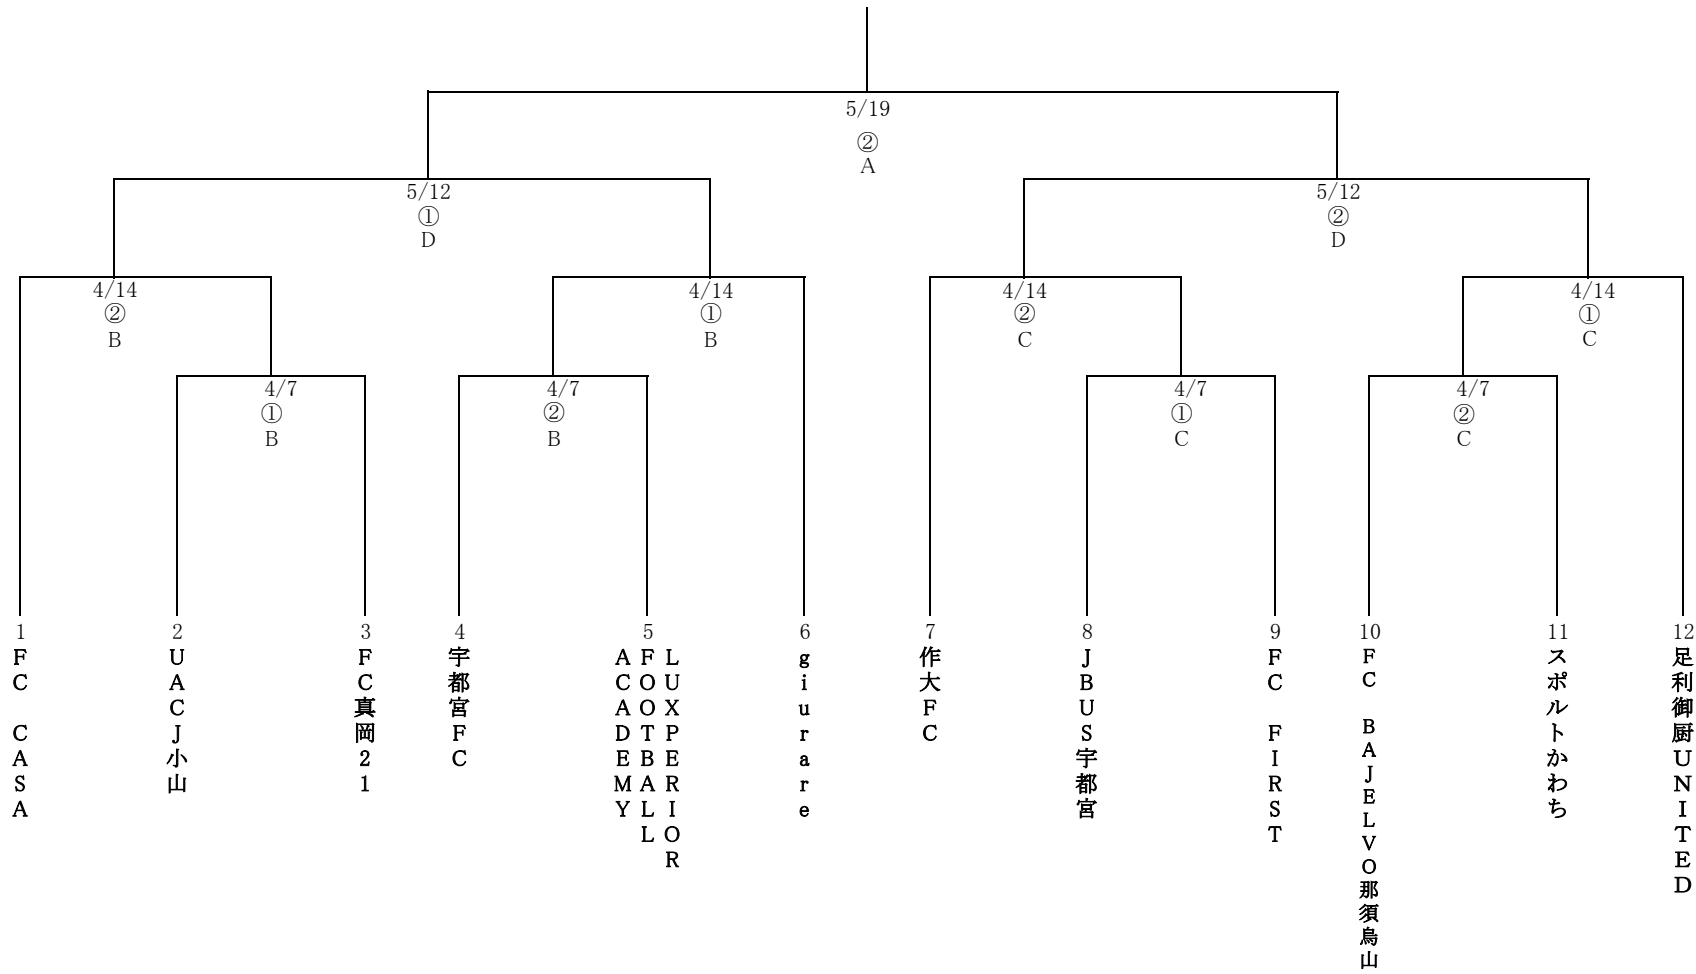 5/19
②
A
5/12
①
D
5/12
②
D
4/14
②
B
4/14
①
B
4/14
②
C
4/14
①
C
4/7
①
B
4/7
②
B
4/7
①
C
4/7
②
C
1
FC CASA
2
UACJ小山
3
FC真岡21
4
宇都宮FC
5
LUXPERIOR
FOOTBALL
ACADEMY
6
giurare
7
作大FC
8
JBUS宇都宮
9
FC FIRST
10
FC BAJELVO那須烏山
11
スポルトかわち
12
足利御厨UNITED